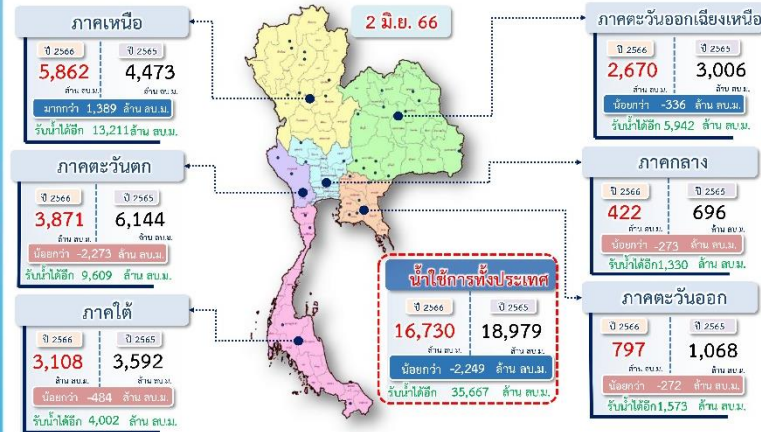 2 มิ.ย. 66
ภาคเหนือ
ปี 2566 ปี 2565
5,862 4,473
ล้าน ลบ.ม. ล้าน ลบ.ม.
มากกว่า 1,389 ล้าน ลบ.ม.
รับน้ำได้อีก 13,211 ล้าน ลบ.ม.
ภาคตะวันออกเฉียงเหนือ
ปี 2566 ปี 2565
2,670 3,006
ล้าน ลบ.ม. ล้าน ลบ.ม.
น้อยกว่า -336 ล้าน ลบ.ม.
รับน้ำได้อีก 5,942 ล้าน ลบ.ม.
ภาคตะวันตก
ปี 2566 ปี 2565
3,871 6,144
ล้าน ลบ.ม. ล้าน ลบ.ม.
น้อยกว่า -2,273 ล้าน ลบ.ม.
รับน้ำได้อีก 9,609 ล้าน ลบ.ม.
ภาคกลาง
ปี 2566 ปี 2565
422 696
ล้าน ลบ.ม. ล้าน ลบ.ม.
น้อยกว่า -273 ล้าน ลบ.ม.
รับน้ำได้อีก1,330 ล้าน ลบ.ม.
ภาคใต้
ปี 2566 ปี 2565
3,108 3,592
ล้าน ลบ.ม. ล้าน ลบ.ม.
น้อยกว่า -484 ล้าน ลบ.ม.
รับน้ำได้อีก 4,002 ล้าน ลบ.ม.
น้ำใช้การทั้งประเทศ
ปี 2566 ปี 2565
16,730 18,979
ล้าน ลบ.ม. ล้าน ลบ.ม.
น้อยกว่า -2,249 ล้าน ลบ.ม.
รับน้ำได้อีก 35,667 ล้าน ลบ.ม.
ภาคตะวันออก
ปี 2566 ปี 2565
797 1,068
ล้าน ลบ.ม. ล้าน ลบ.ม.
น้อยกว่า -272 ล้าน ลบ.ม.
รับน้ำได้อีก1,573 ล้าน ลบ.ม.